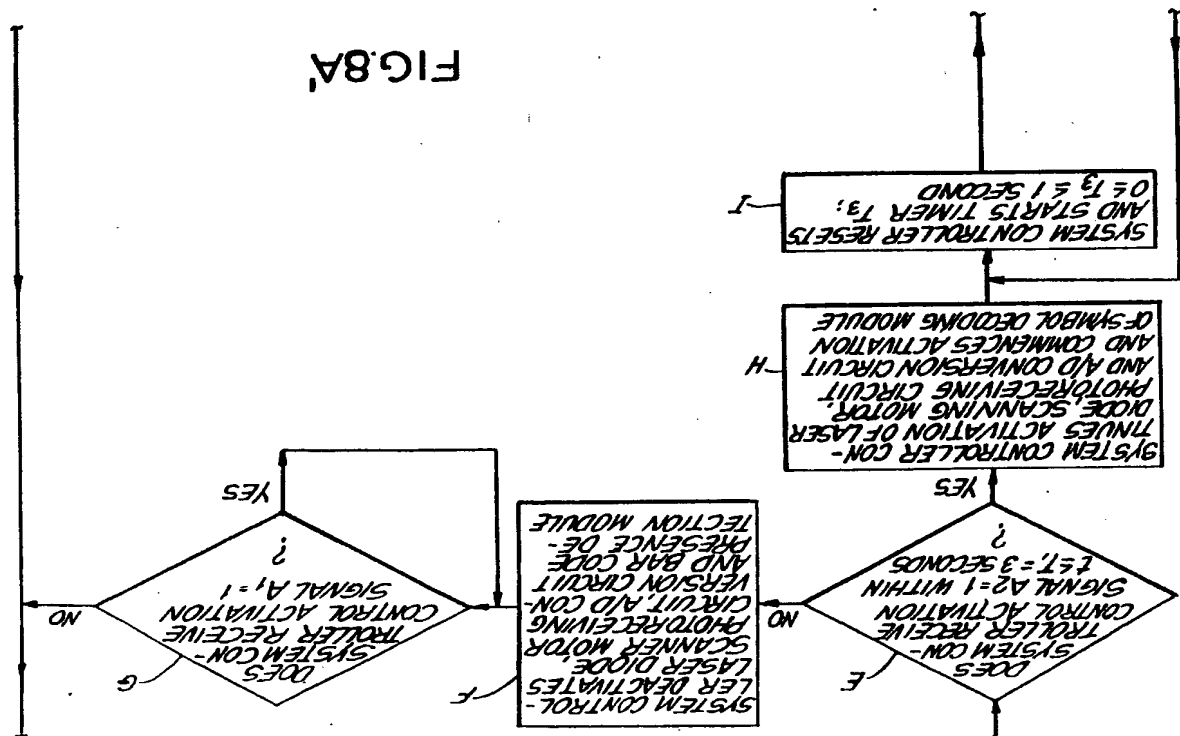 DOES
SYSTEM CON-
TROLLER RECEIVE
CONTROL ACTIVATION
SIGNAL A2=1 WITHIN
t≤T1=3 SECONDS
?
E
NO
YES
SYSTEM CONTROL-
LER DEACTIVATES
LASER DIODE,
SCANNER MOTOR
PHOTORECEIVING
CIRCUIT, A/D CON-
VERSION CIRCUIT
AND BAR CODE
PRESENCE DE-
TECTION MODULE
F
DOES
SYSTEM CON-
TROLLER RECEIVE
CONTROL ACTIVATION
SIGNAL A1=1
?
G
NO
YES
SYSTEM CONTROLLER CON-
TINUES ACTIVATION OF LASER
DIODE, SCANNING MOTOR,
PHOTORECEIVING CIRCUIT
AND A/D CONVERSION CIRCUIT
AND COMMENCES ACTIVATION
OF SYMBOL DECODING MODULE
H
SYSTEM CONTROLLER RESETS
AND STARTS TIMER T3;
0≤T3≤1 SECOND
I
FIG.8A'